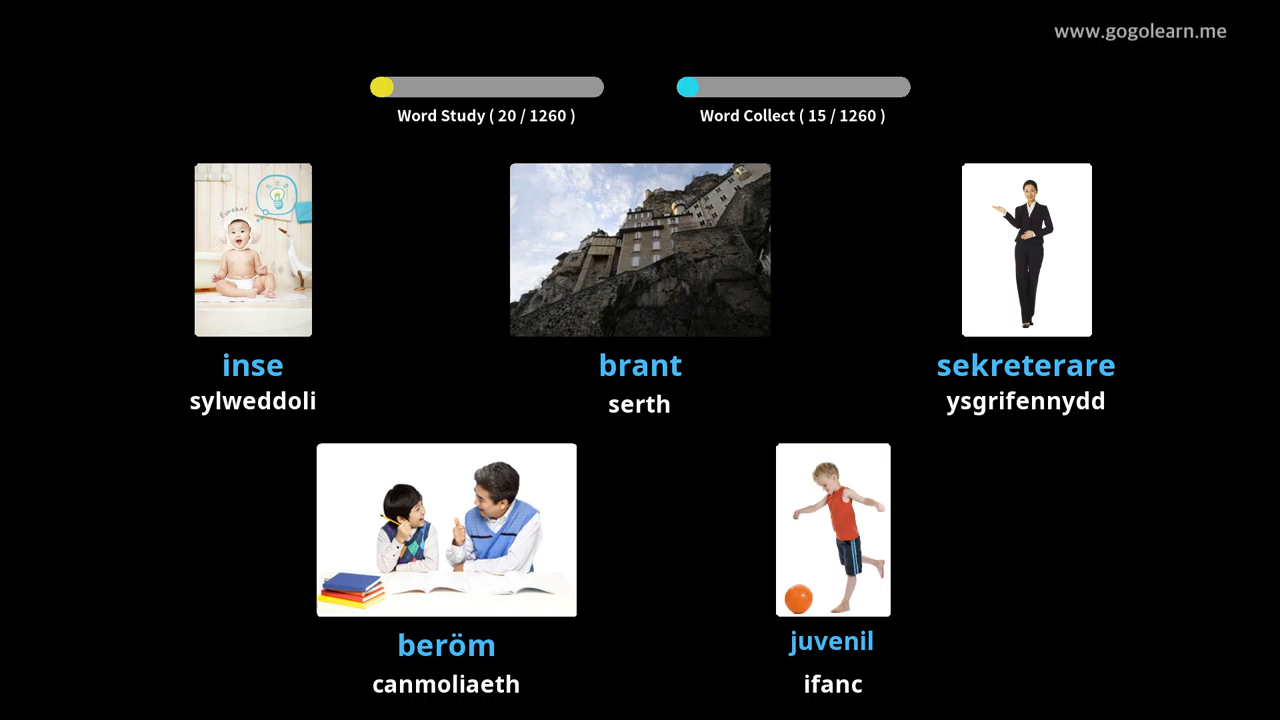 www.gogolearn.me
Word Study ( 20 / 1260 )
Word Collect ( 15 / 1260 )
Eureka!
inse
sylweddoli
brant
serth
sekreterare
ysgrifennydd
beröm
canmoliaeth
juvenil
ifanc